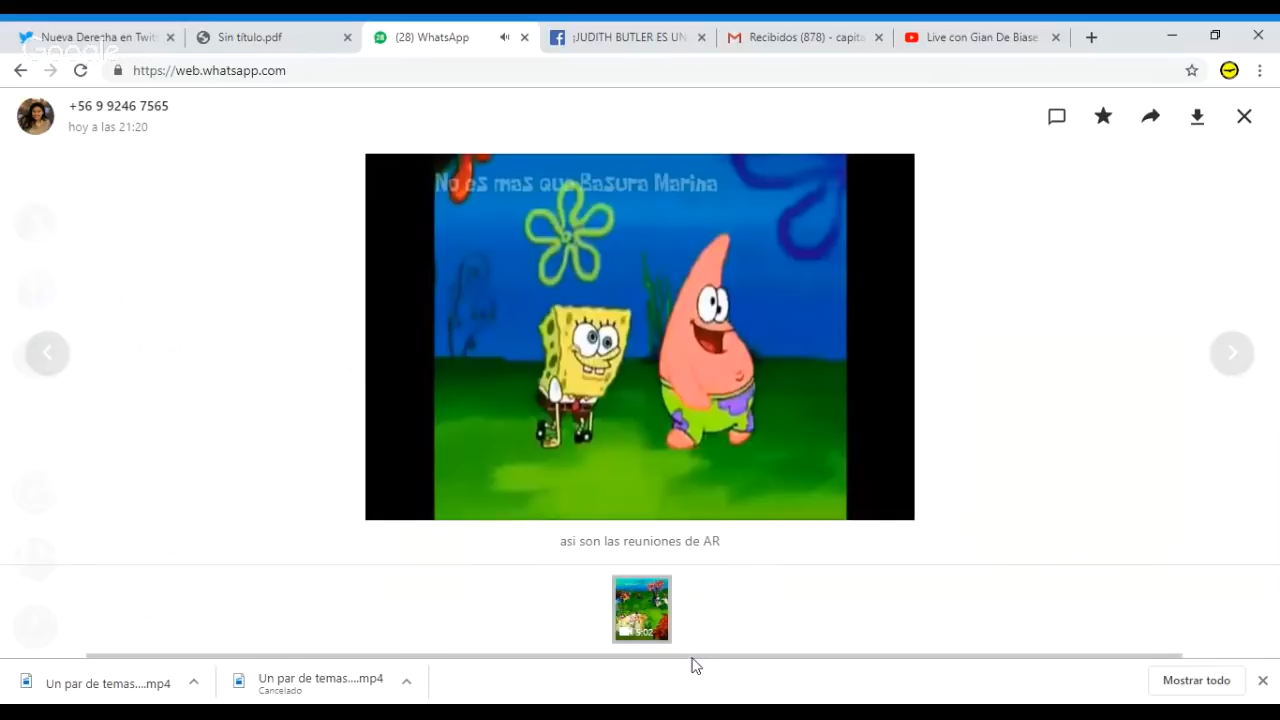 Nueva Derecha en Twit
Sin título.pdf
(28) WhatsApp
¡JUDITH BUTLER ES UN
Recibidos (878) - capita
Live con Gian De Biase
Google
https://web.whatsapp.com
+56 9 9246 7565
hoy a las 21:20
No es mas que Basura Marina
asi son las reuniones de AR
5:02
Un par de temas....mp4
Un par de temas....mp4
Cancelado
Mostrar todo